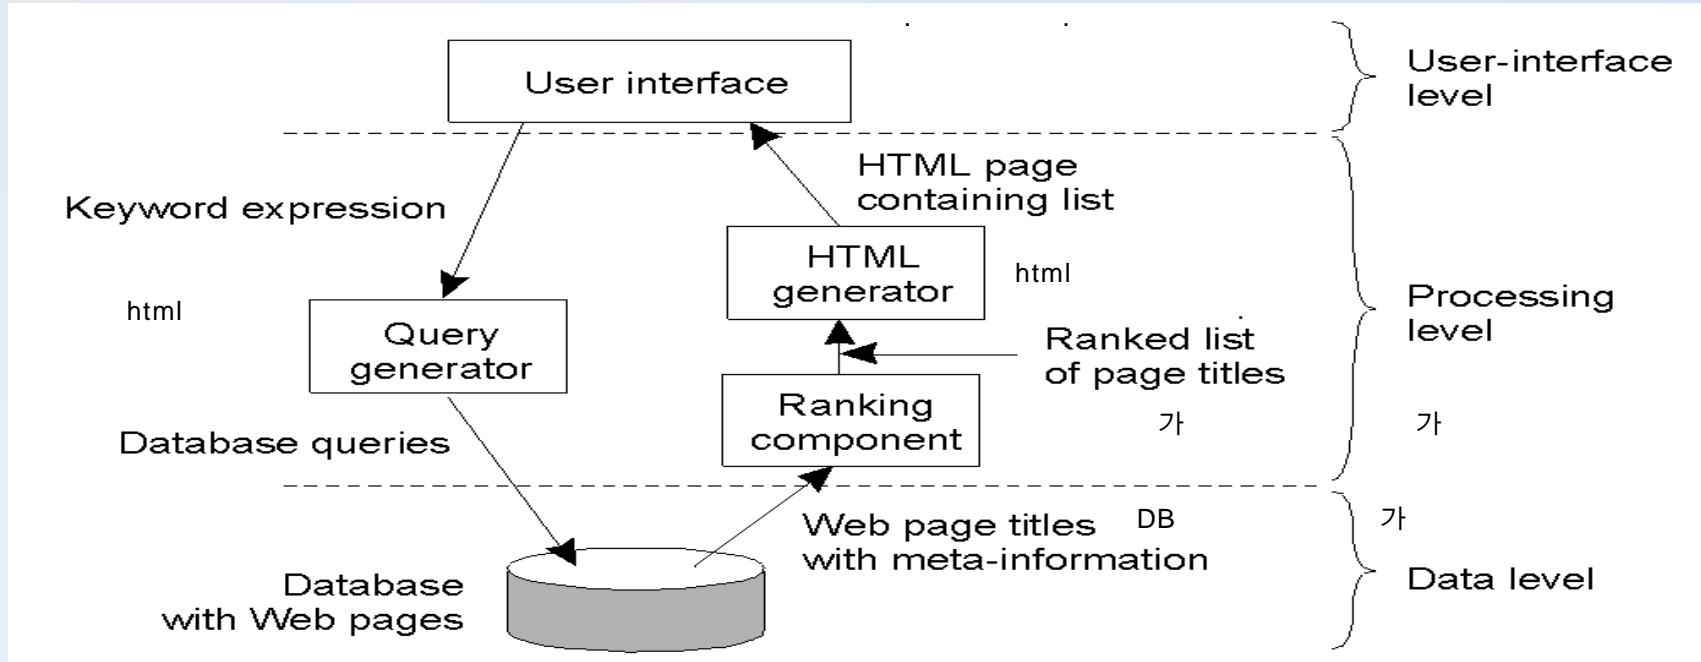 User interface
User-interface
level
HTML page
containing list
Keyword expression
HTML
generator
html
html
Query
generator
Processing
level
Ranked list
of page titles
Ranking
component
가
가
Database queries
Web page titles
with meta-information
DB
가
Database
with Web pages
Data level